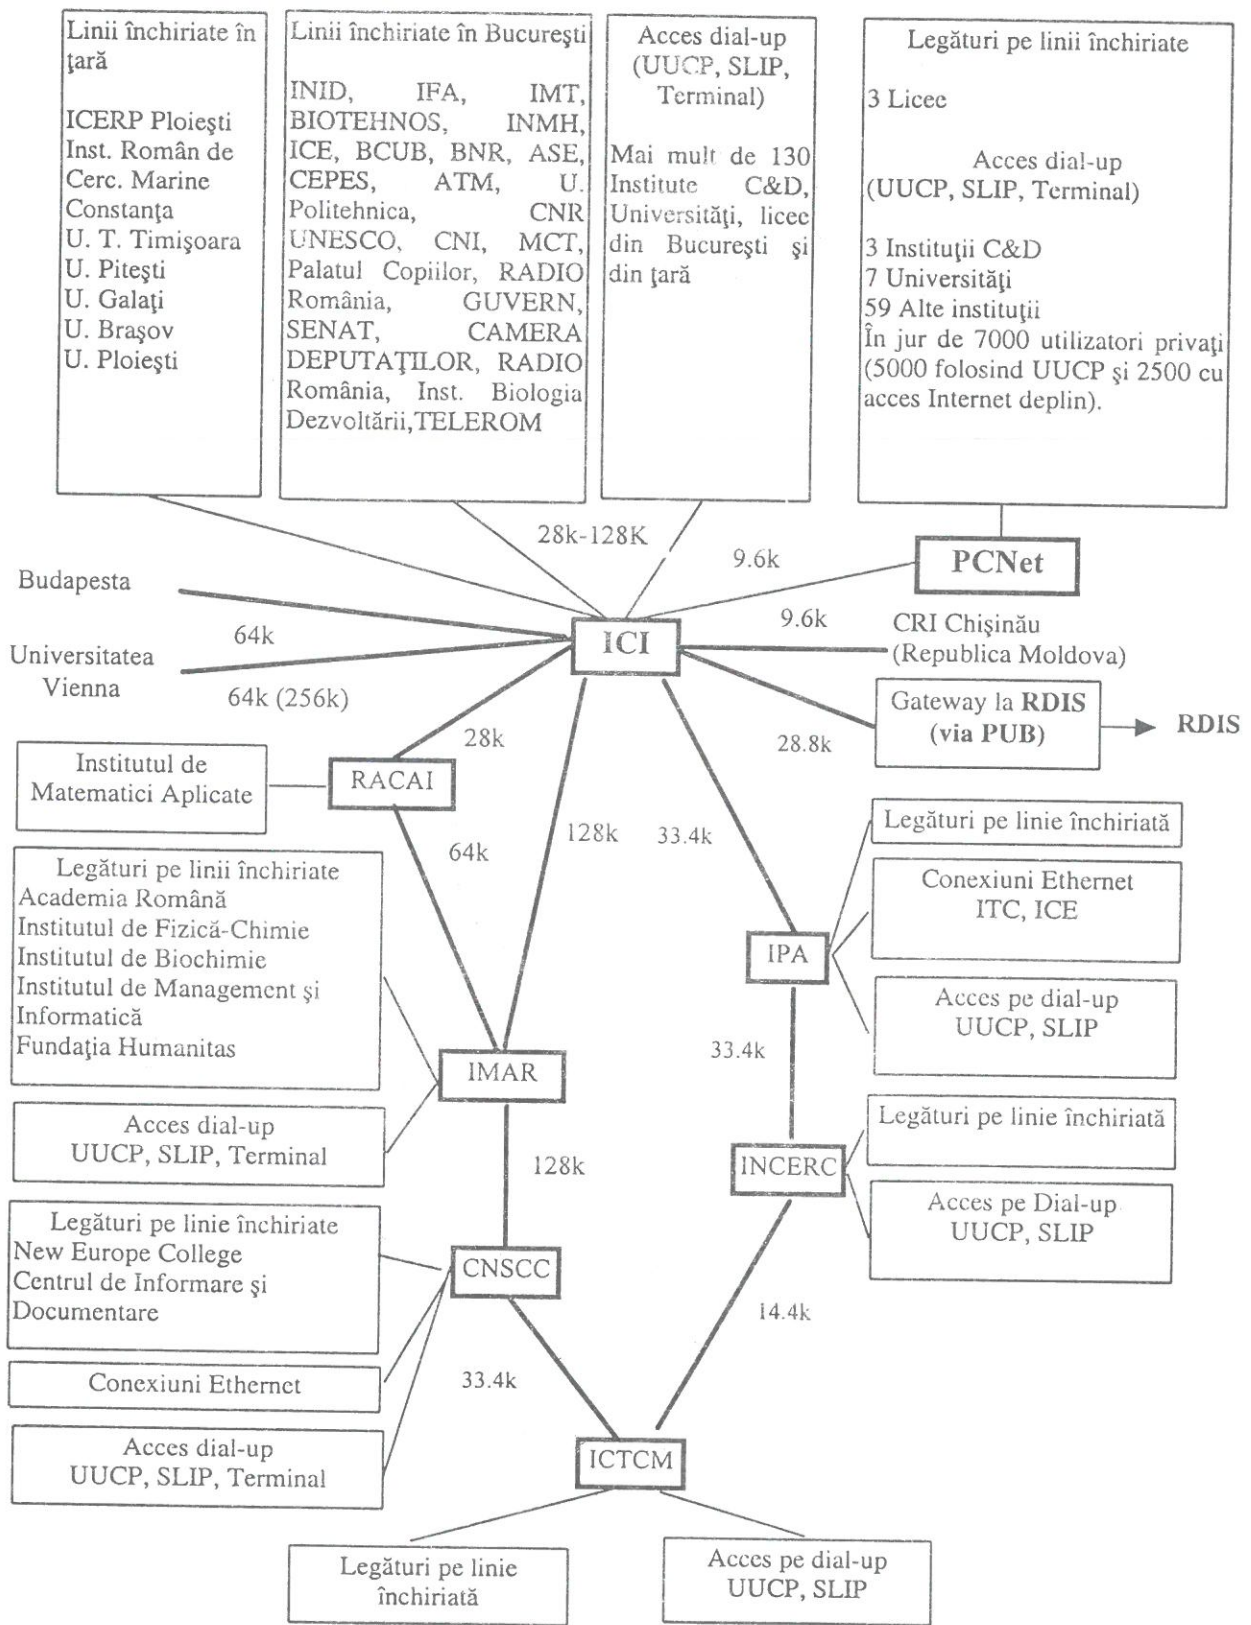 Linii închiriate în
ţară
ICERP Ploieşti
Inst. Român de
Cerc. Marine
Constanţa
U. T. Timişoara
U. Piteşti
U. Galaţi
U. Braşov
U. Ploieşti
Linii închiriate în Bucureşti
INID, IFA, IMT,
BIOTEHNOS, INMH,
ICE, BCUB, BNR, ASE,
CEPES, ATM, U.
Politehnica, CNR
UNESCO, CNI, MCT,
Palatul Copiilor, RADIO
România, GUVERN,
SENAT, CAMERA
DEPUTAŢILOR, RADIO
România, Inst. Biologia
Dezvoltării,TELEROM
Acces dial-up
(UUCP, SLIP,
Terminal)
Mai mult de 130
Institute C&D,
Universităţi, licee
din Bucureşti şi
din ţară
Legături pe linii închiriate
3 Licee
Acces dial-up
(UUCP, SLIP, Terminal)
3 Instituţii C&D
7 Universităţi
59 Alte instituţii
În jur de 7000 utilizatori privaţi
(5000 folosind UUCP şi 2500 cu
acces Internet deplin).
28k-128K
9.6k
PCNet
Budapesta
64k
ICI
9.6k
CRI Chişinău
(Republica Moldova)
Universitatea
Vienna
64k (256k)
28k
28.8k
Gateway la RDIS
(via PUB)
RDIS
Institutul de
Matematici Aplicate
RACAI
64k
128k
33.4k
Legături pe linie închiriată
Conexiuni Ethernet
ITC, ICE
IPA
Acces pe dial-up
UUCP, SLIP
Legături pe linii închiriate
Academia Română
Institutul de Fizică-Chimie
Institutul de Biochimie
Institutul de Management şi
Informatică
Fundaţia Humanitas
IMAR
33.4k
Acces dial-up
UUCP, SLIP, Terminal
128k
INCERC
Legături pe linie închiriată
Acces pe Dial-up
UUCP, SLIP
Legături pe linie închiriate
New Europe College
Centrul de Informare şi
Documentare
CNSCC
14.4k
Conexiuni Ethernet
33.4k
Acces dial-up
UUCP, SLIP, Terminal
ICTCM
Legături pe linie
închiriată
Acces pe dial-up
UUCP, SLIP